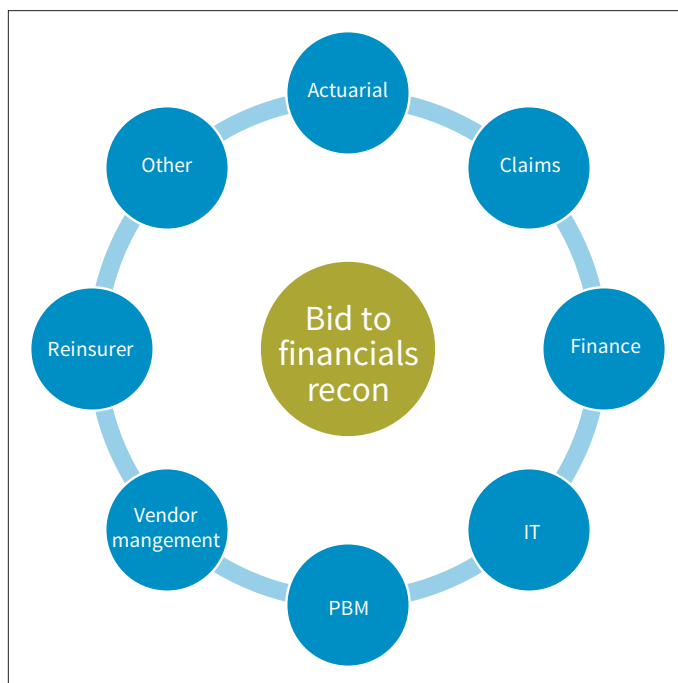 Actuarial
Claims
Finance
IT
PBM
Vendor
mangement
Reinsurer
Other
Bid to
financials
recon